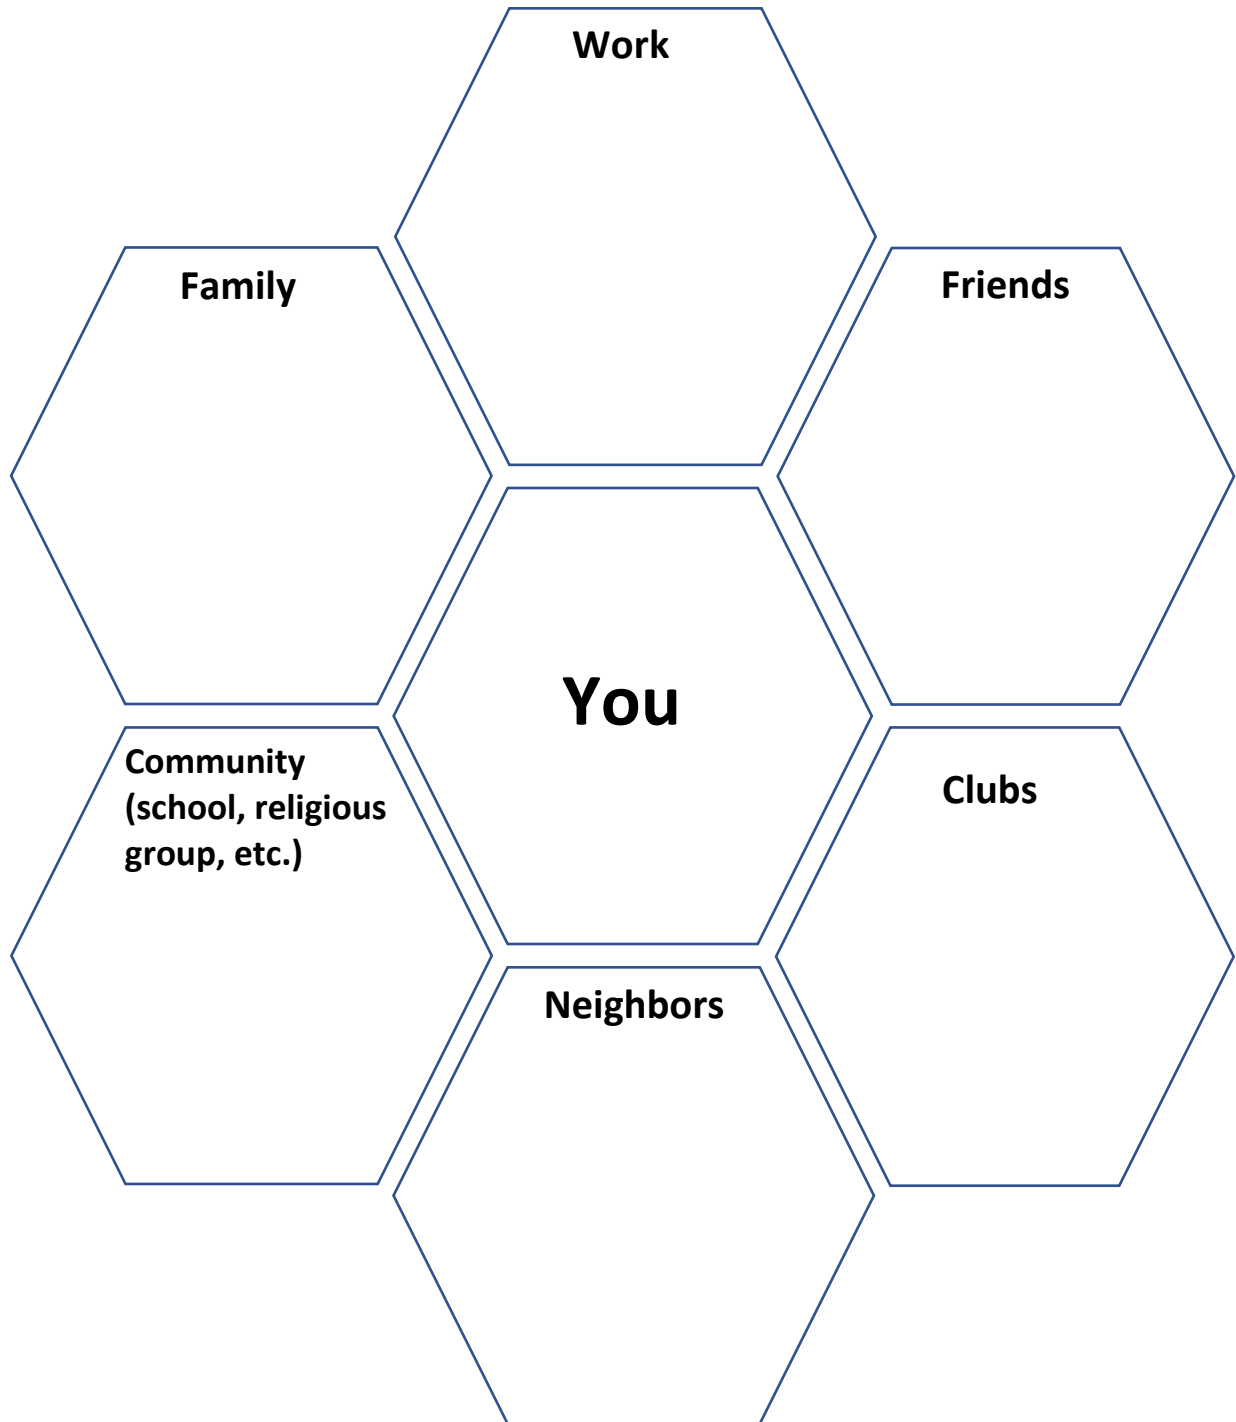 Work
Family
Friends
You
Community
(school, religious
group, etc.)
Clubs
Neighbors